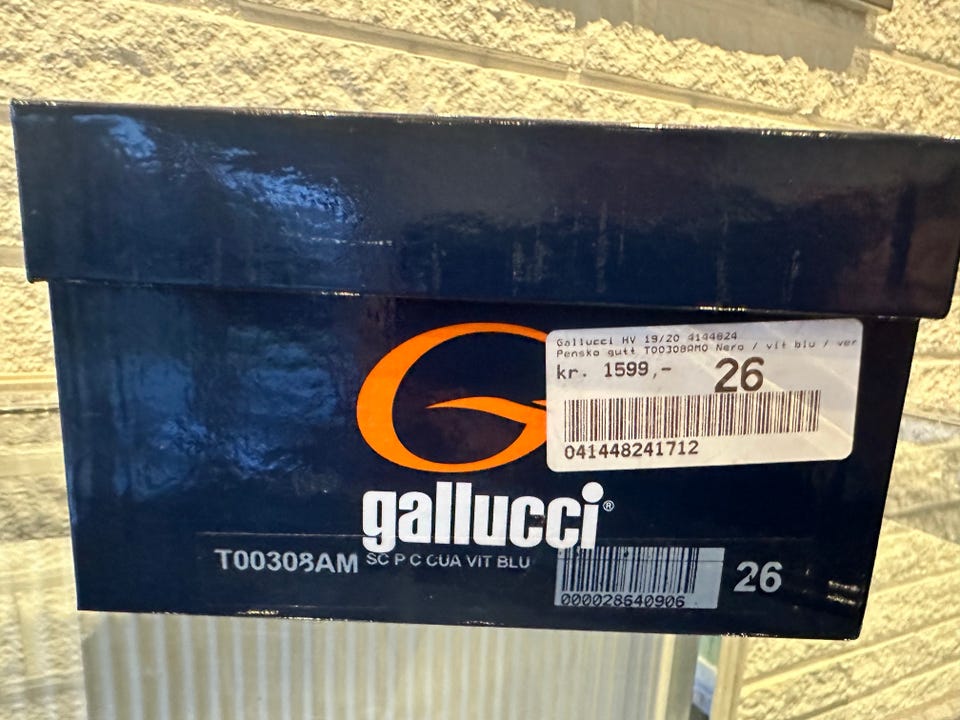 Gallucci HV 19/20 4144824
Pensko gutt T00308AMO Nero / vit blu / ver
kr. 1599,- 26
041448241712
gallucci®
T00308AM SC P C CUA VIT BLU 26
000028640906